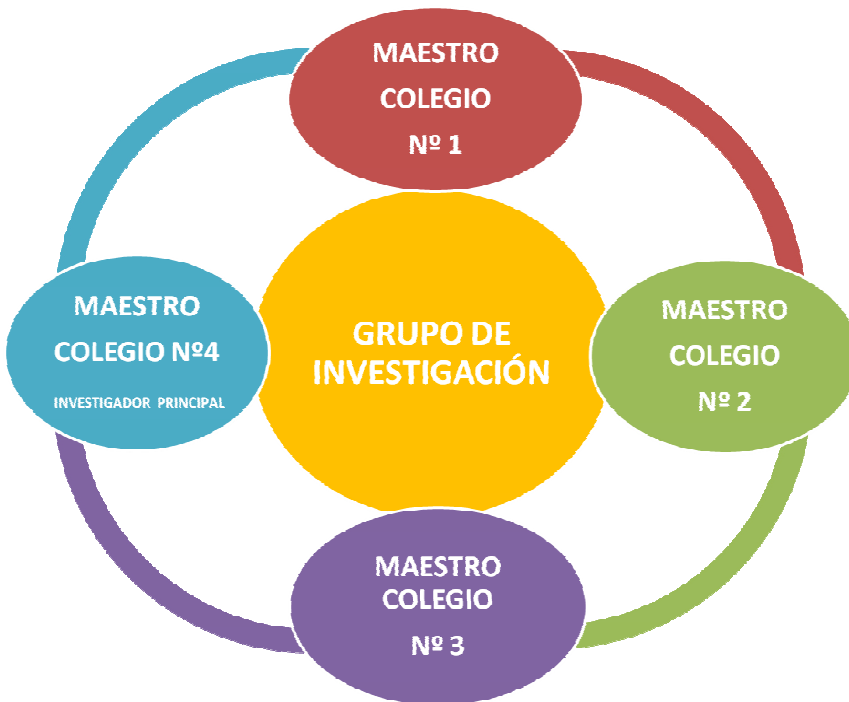 MAESTRO
COLEGIO
Nº 1
MAESTRO
COLEGIO Nº4
INVESTIGADOR PRINCIPAL
GRUPO DE
INVESTIGACIÓN
MAESTRO
COLEGIO
Nº 2
MAESTRO
COLEGIO
Nº 3